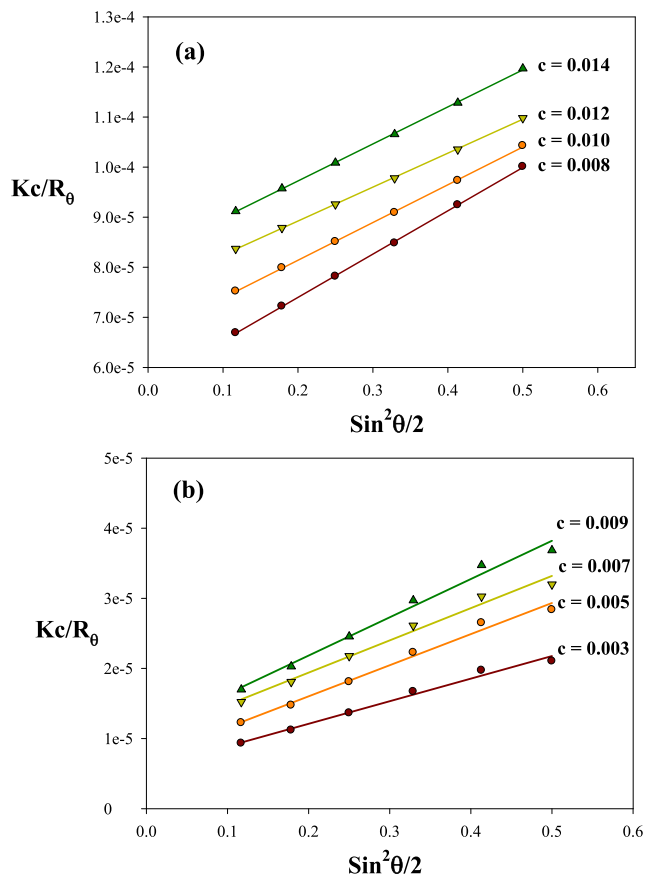 1.3e-4
(a)
1.2e-4
c = 0.014
1.1e-4
c = 0.012
c = 0.010
1.0e-4
c = 0.008
Kc/Rθ
9.0e-5
8.0e-5
7.0e-5
6.0e-5
0.0 0.1 0.2 0.3 0.4 0.5 0.6
Sin²θ/2
5e-5
(b)
c = 0.009
4e-5
c = 0.007
3e-5
c = 0.005
Kc/Rθ
2e-5
c = 0.003
1e-5
0
0.0 0.1 0.2 0.3 0.4 0.5 0.6
Sin²θ/2